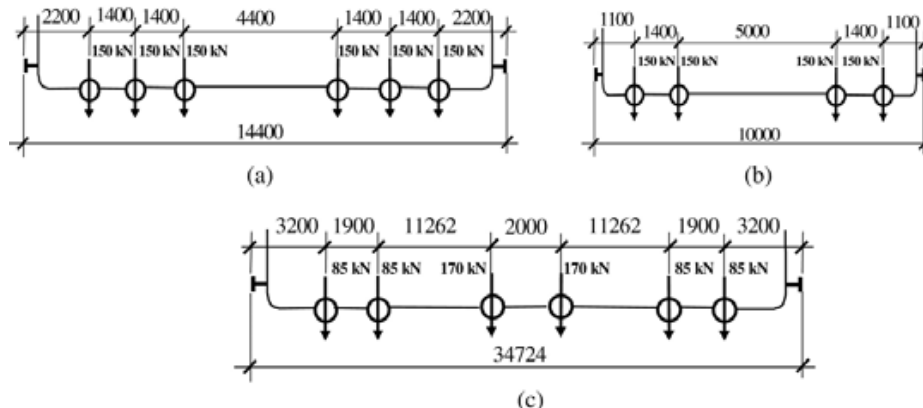 2200 1400 1400 4400 1400 1400 2200
150 kN 150 kN 150 kN 150 kN 150 kN 150 kN
14400
(a)
1100 1400 5000 1400 1100
150 kN 150 kN 150 kN 150 kN
10000
(b)
3200 1900 11262 2000 11262 1900 3200
85 kN 85 kN 170 kN 170 kN 85 kN 85 kN
34724
(c)